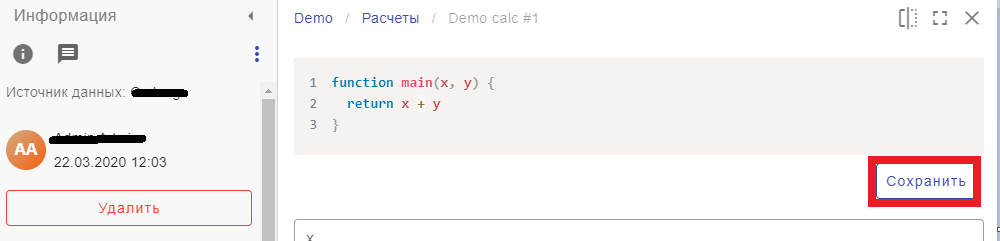 Информация
Источник данных:
AA
22.03.2020 12:03
Удалить
Demo / Расчеты / Demo calc #1
1 function main(x, y) {
2 return x + y
3 }
Сохранить
x